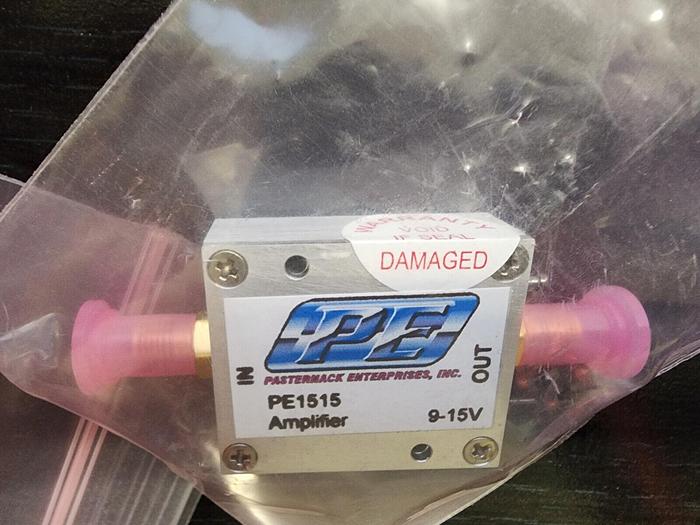 WARRANTY
VOID
IF SEAL
DAMAGED
PE
PASTERNACK ENTERPRISES, INC.
IN
OUT
PE1515
Amplifier
9-15V